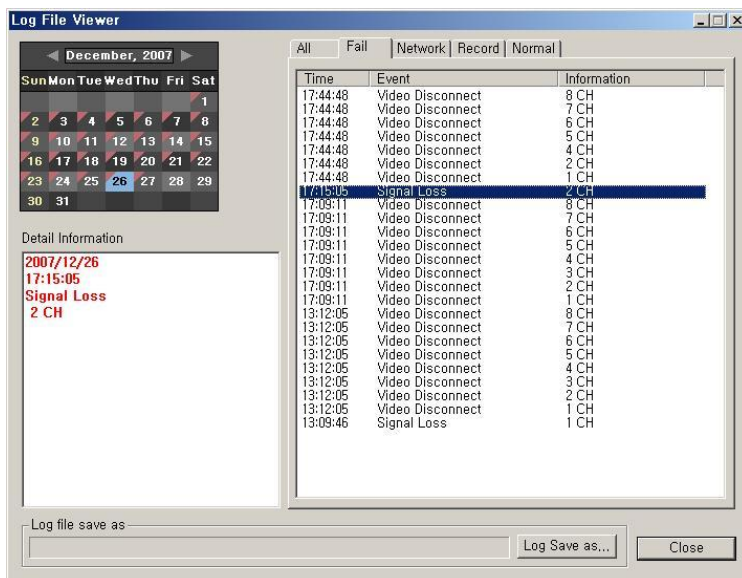 Log File Viewer
December, 2007
Sun Mon Tue Wed Thu Fri Sat
1
2 3 4 5 6 7 8
9 10 11 12 13 14 15
16 17 18 19 20 21 22
23 24 25 26 27 28 29
30 31
Detail Information
2007/12/26
17:15:05
Signal Loss
2 CH
All Fail Network Record Normal
Time Event Information
17:44:48 Video Disconnect 8 CH
17:44:48 Video Disconnect 7 CH
17:44:48 Video Disconnect 6 CH
17:44:48 Video Disconnect 5 CH
17:44:48 Video Disconnect 4 CH
17:44:48 Video Disconnect 2 CH
17:44:48 Video Disconnect 1 CH
17:15:05 Signal Loss 2 CH
17:09:11 Video Disconnect 8 CH
17:09:11 Video Disconnect 7 CH
17:09:11 Video Disconnect 6 CH
17:09:11 Video Disconnect 5 CH
17:09:11 Video Disconnect 4 CH
17:09:11 Video Disconnect 3 CH
17:09:11 Video Disconnect 2 CH
17:09:11 Video Disconnect 1 CH
13:12:05 Video Disconnect 8 CH
13:12:05 Video Disconnect 7 CH
13:12:05 Video Disconnect 6 CH
13:12:05 Video Disconnect 5 CH
13:12:05 Video Disconnect 4 CH
13:12:05 Video Disconnect 3 CH
13:12:05 Video Disconnect 2 CH
13:12:05 Video Disconnect 1 CH
13:09:46 Signal Loss 1 CH
Log file save as
Log Save as,,,
Close